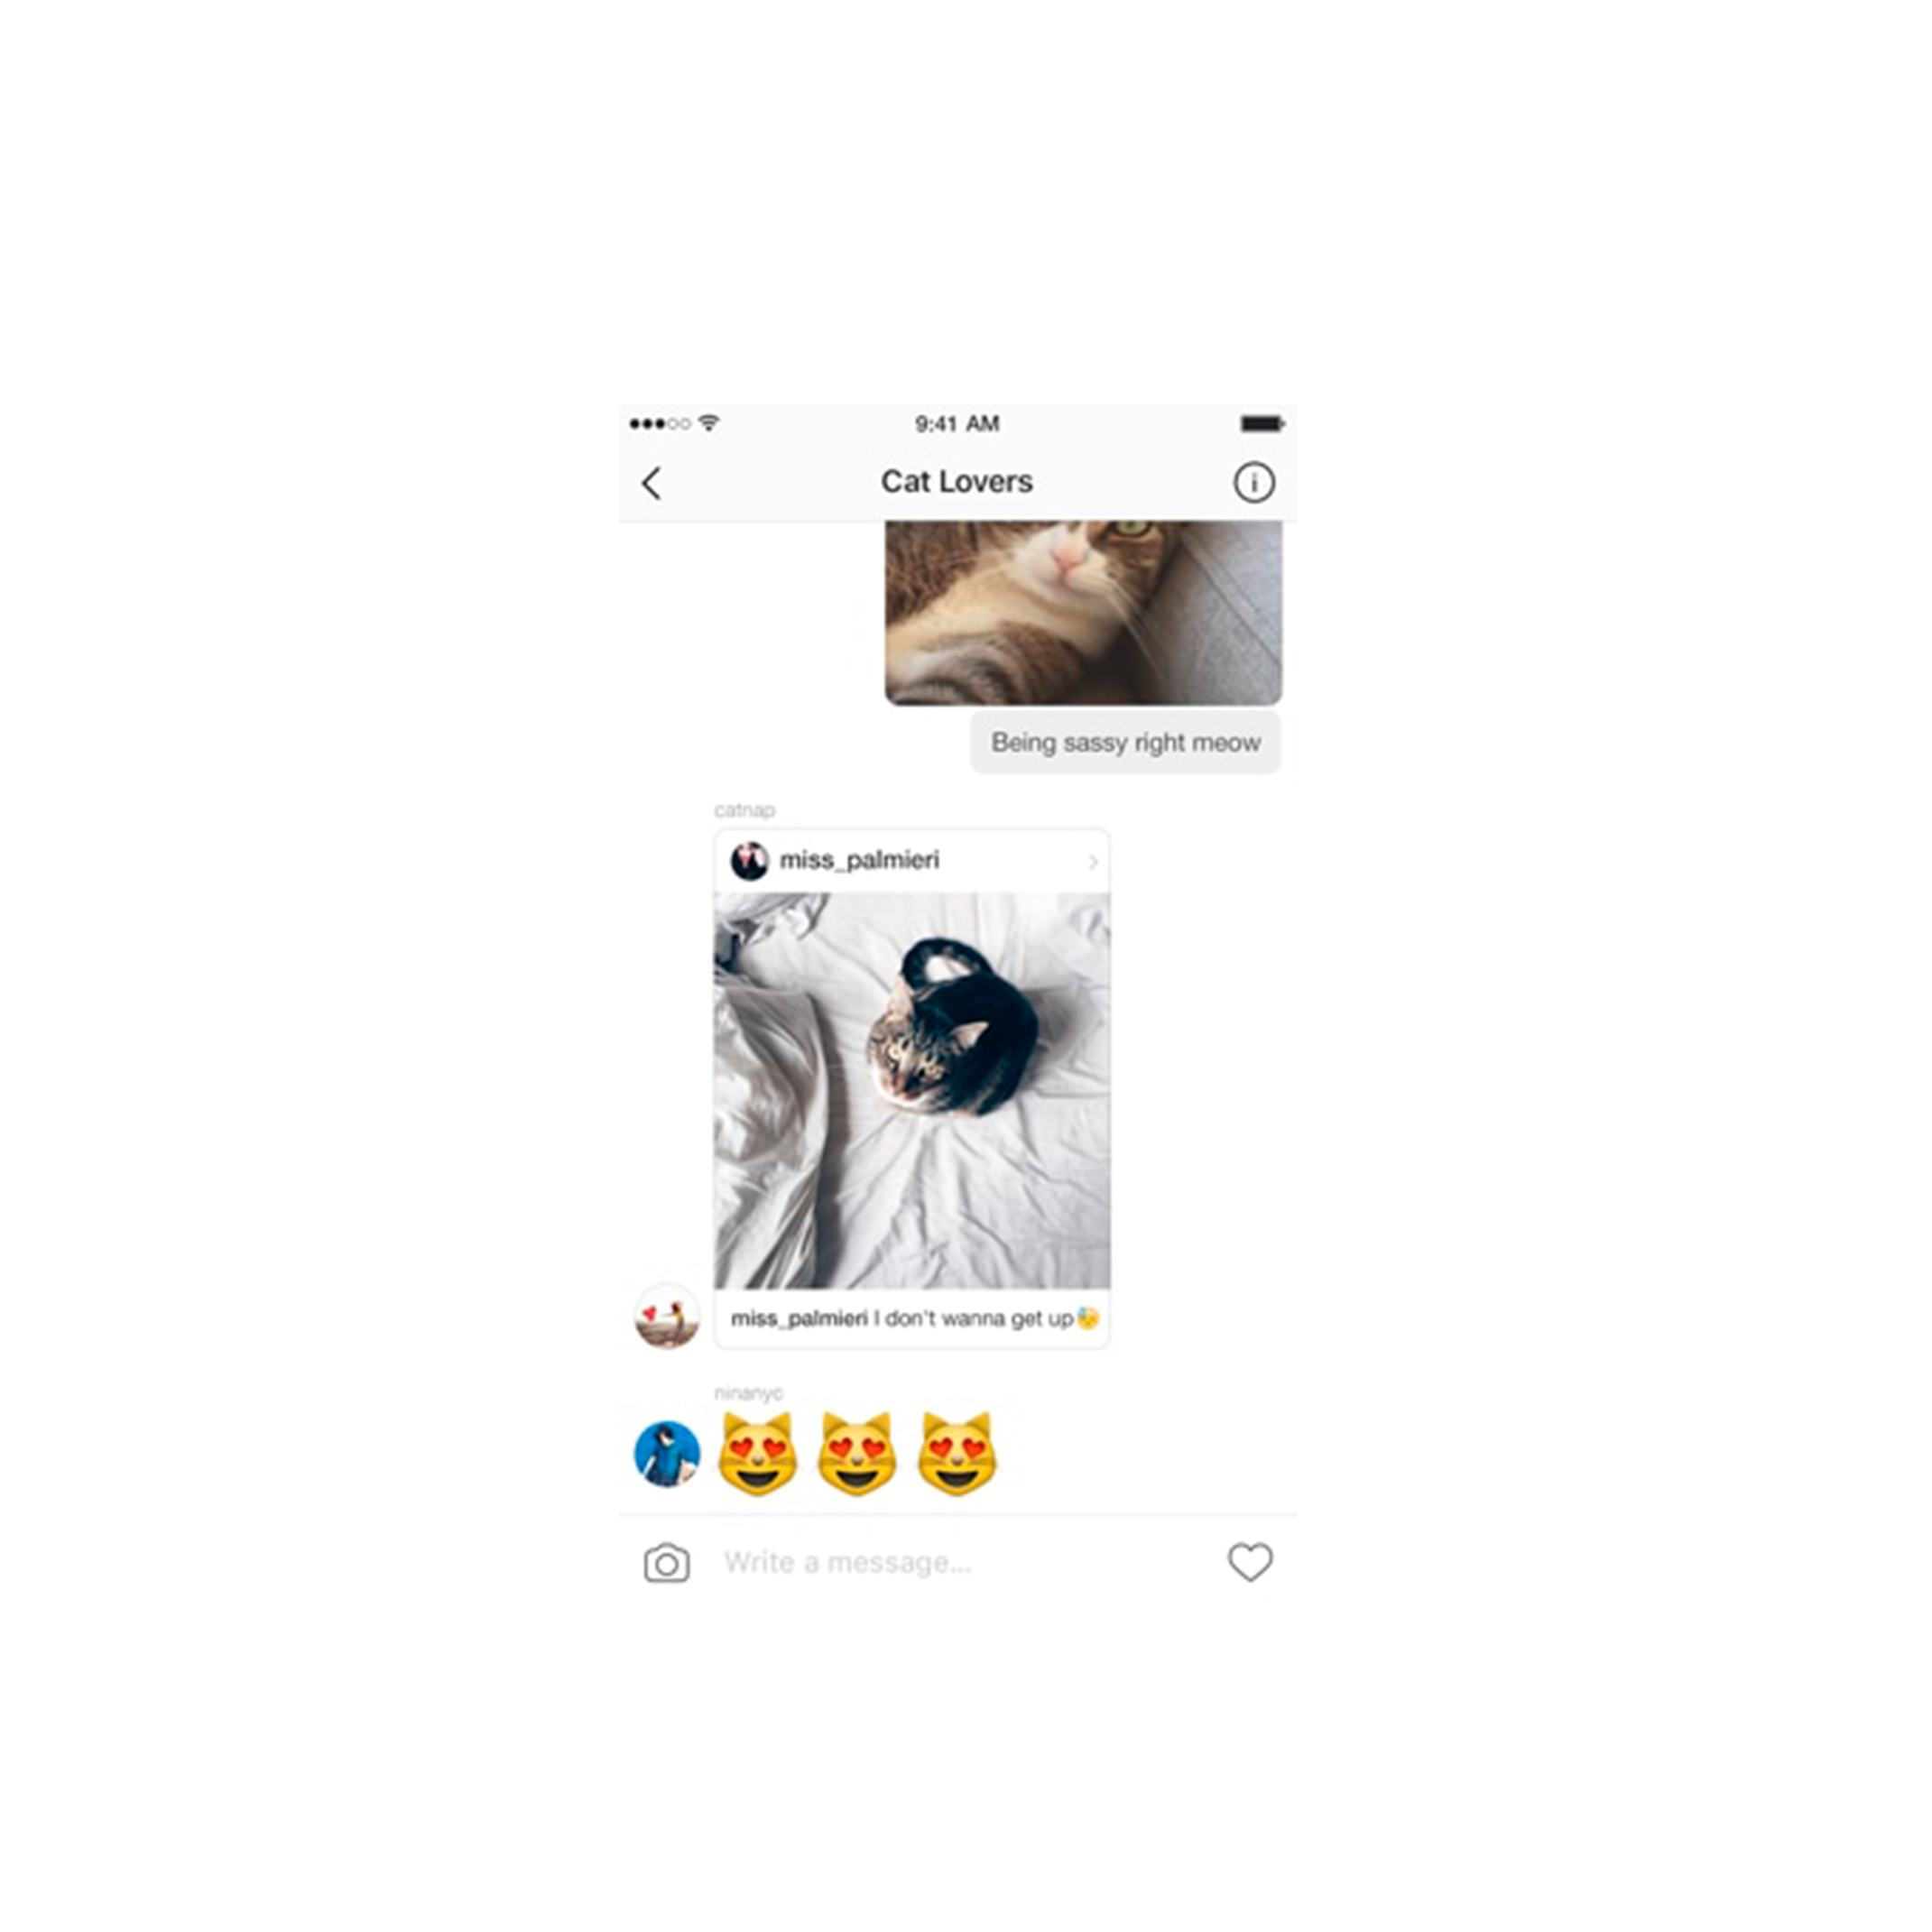 9:41 AM
Cat Lovers
Being sassy right meow
catnap
miss_palmieri
miss_palmieri I don't wanna get up😓
ninanyc
😻 😻 😻
Write a message...